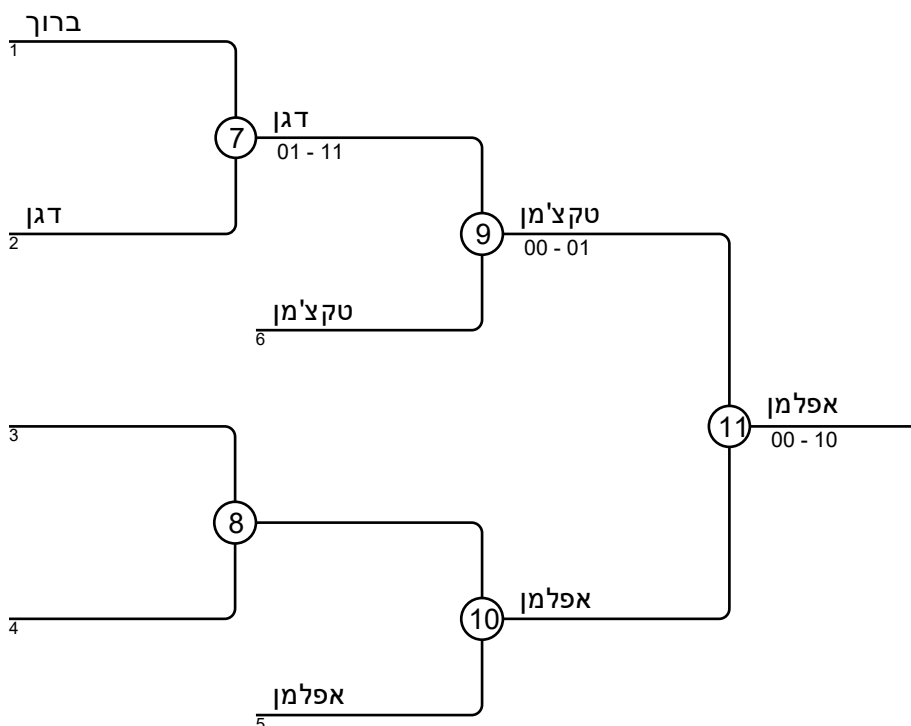 ברוך
1
7
דגן
01 - 11
דגן
2
9
טקצ'מן
00 - 01
טקצ'מן
6
3
11
אפלמן
00 - 10
8
4
10
אפלמן
אפלמן
5